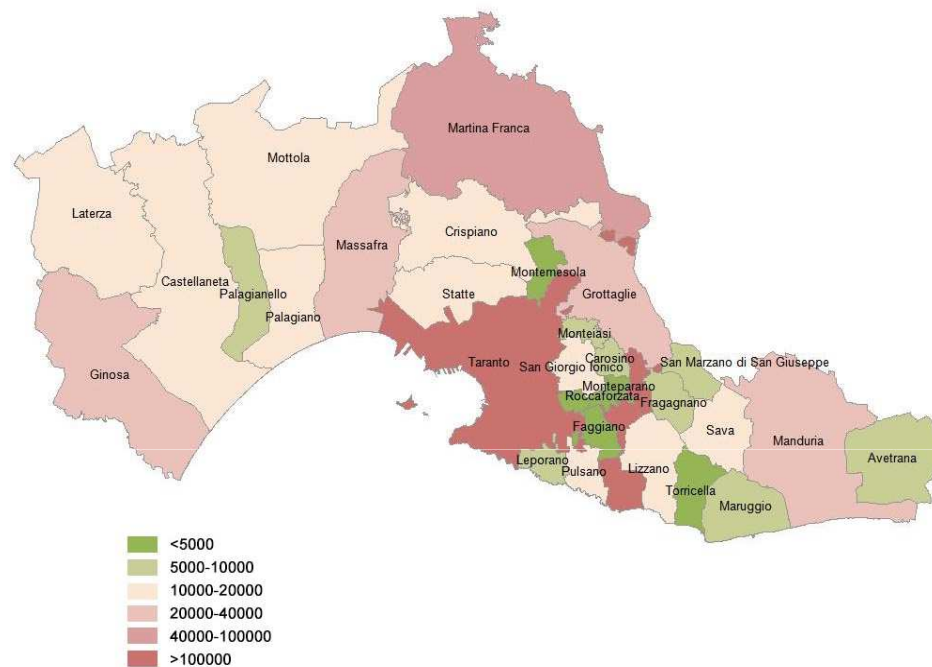 Martina Franca
Mottola
Laterza
Crispiano
Massafra
Montemesola
Castellaneta
Palagianello
Statte
Grottaglie
Palagiano
Monteiasi
Carosino
San Marzano di San Giuseppe
Taranto
San Giorgio Ionico
Ginosa
Monteparano
Roccaforzata
Fragagnano
Faggiano
Sava
Manduria
Avetrana
Leporano
Pulsano
Lizzano
Torricella
Maruggio
<5000
5000-10000
10000-20000
20000-40000
40000-100000
>100000